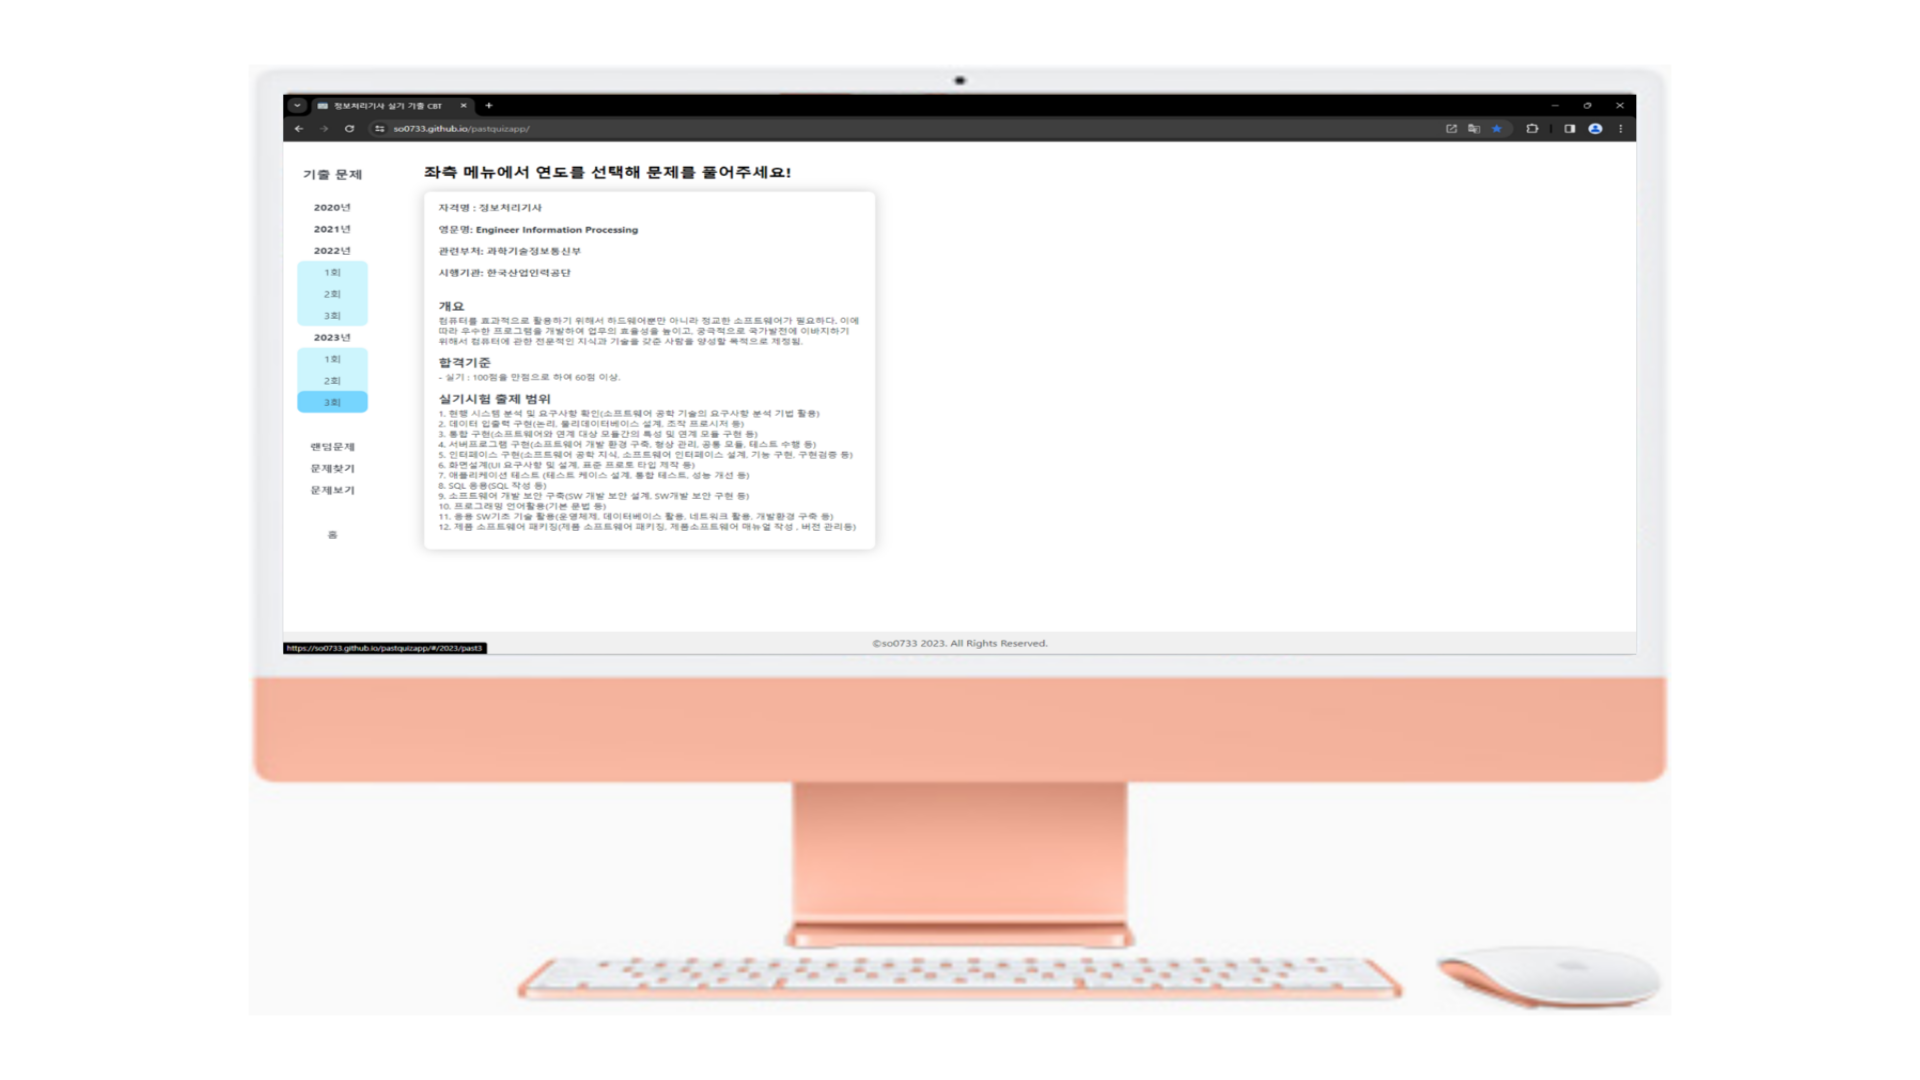 정보처리기사 실기 기출 CBT
so0733.github.io/pastquizapp/
기출 문제
2020년
2021년
2022년
1회
2회
3회
2023년
1회
2회
3회
랜덤문제
문제찾기
문제보기
홈
좌측 메뉴에서 연도를 선택해 문제를 풀어주세요!
자격명 : 정보처리기사
영문명: Engineer Information Processing
관련부처: 과학기술정보통신부
시행기관: 한국산업인력공단
개요
컴퓨터를 효과적으로 활용하기 위해서 하드웨어뿐만 아니라 정교한 소프트웨어가 필요하다. 이에
따라 우수한 프로그램을 개발하여 업무의 효율성을 높이고, 궁극적으로 국가발전에 이바지하기
위해서 컴퓨터에 관한 전문적인 지식과 기술을 갖춘 사람을 양성할 목적으로 제정됨.
합격기준
- 실기 : 100점을 만점으로 하여 60점 이상.
실기시험 출제 범위
1. 현행 시스템 분석 및 요구사항 확인(소프트웨어 공학 기술의 요구사항 분석 기법 활용)
2. 데이터 입출력 구현(논리, 물리데이터베이스 설계, 조작 프로시저 등)
3. 통합 구현(소프트웨어와 연계 대상 모듈간의 특성 및 연계 모듈 구현 등)
4. 서버프로그램 구현(소프트웨어 개발 환경 구축, 형상 관리, 공통 모듈, 테스트 수행 등)
5. 인터페이스 구현(소프트웨어 공학 지식, 소프트웨어 인터페이스 설계, 기능 구현, 구현검증 등)
6. 화면설계(UI 요구사항 및 설계, 표준 프로토 타입 제작 등)
7. 애플리케이션 테스트 (테스트 케이스 설계, 통합 테스트, 성능 개선 등)
8. SQL 응용(SQL 작성 등)
9. 소프트웨어 개발 보안 구축(SW 개발 보안 설계, SW개발 보안 구현 등)
10. 프로그래밍 언어활용(기본 문법 등)
11. 응용 SW기초 기술 활용(운영체제, 데이터베이스 활용, 네트워크 활용, 개발환경 구축 등)
12. 제품 소프트웨어 패키징(제품 소프트웨어 패키징, 제품소프트웨어 매뉴얼 작성 , 버전 관리등)
©so0733 2023. All Rights Reserved.
https://so0733.github.io/pastquizapp/#/2023/past3